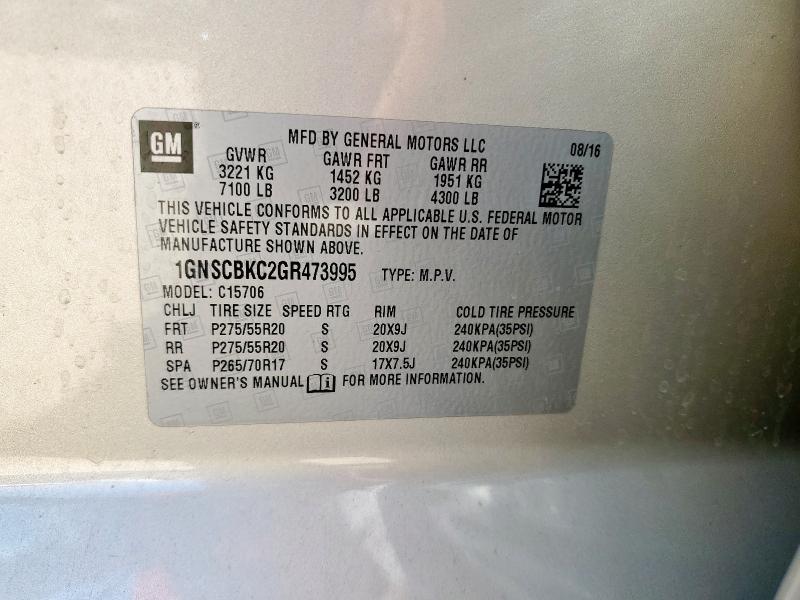 GM® MFD BY GENERAL MOTORS LLC 08/16
GVWR GAWR FRT GAWR RR
3221 KG 1452 KG 1951 KG
7100 LB 3200 LB 4300 LB
THIS VEHICLE CONFORMS TO ALL APPLICABLE U.S. FEDERAL MOTOR
VEHICLE SAFETY STANDARDS IN EFFECT ON THE DATE OF
MANUFACTURE SHOWN ABOVE.
1GNSCBKC2GR473995 TYPE: M.P.V.
MODEL: C15706
CHLJ TIRE SIZE SPEED RTG RIM COLD TIRE PRESSURE
FRT P275/55R20 S 20X9J 240KPA(35PSI)
RR P275/55R20 S 20X9J 240KPA(35PSI)
SPA P265/70R17 S 17X7.5J 240KPA(35PSI)
SEE OWNER'S MANUAL i FOR MORE INFORMATION.